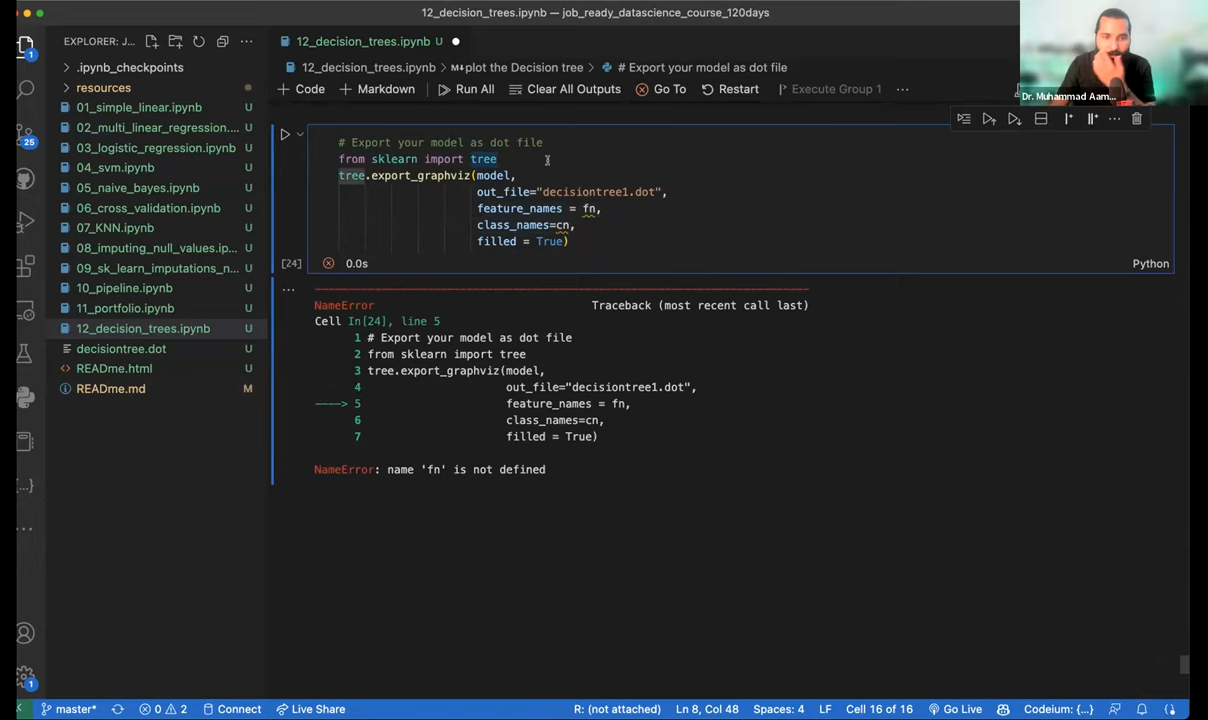 12_decision_trees.ipynb — job_ready_datascience_course_120days
EXPLORER: J...
12_decision_trees.ipynb U
12_decision_trees.ipynb > M↓ plot the Decision tree > # Export your model as dot file
+ Code + Markdown Run All Clear All Outputs Go To Restart Execute Group 1 ...
Dr. Muhammad Aam...
1
25
1
.ipynb_checkpoints
resources
01_simple_linear.ipynb U
02_multi_linear_regression.... U
03_logistic_regression.ipynb U
04_svm.ipynb U
05_naive_bayes.ipynb U
06_cross_validation.ipynb U
07_KNN.ipynb U
08_imputing_null_values.ip... U
09_sk_learn_imputations_n... U
10_pipeline.ipynb U
11_portfolio.ipynb U
12_decision_trees.ipynb U
decisiontree.dot U
READme.html U
READme.md M
# Export your model as dot file
from sklearn import tree
tree.export_graphviz(model,
out_file="decisiontree1.dot",
feature_names = fn,
class_names=cn,
filled = True)
[24] 0.0s Python
...
NameError Traceback (most recent call last)
Cell In[24], line 5
1 # Export your model as dot file
2 from sklearn import tree
3 tree.export_graphviz(model,
4 out_file="decisiontree1.dot",
----> 5 feature_names = fn,
6 class_names=cn,
7 filled = True)
NameError: name 'fn' is not defined
master* 0 2 Connect Live Share R: (not attached) Ln 8, Col 48 Spaces: 4 LF Cell 16 of 16 Go Live Codeium: {...}